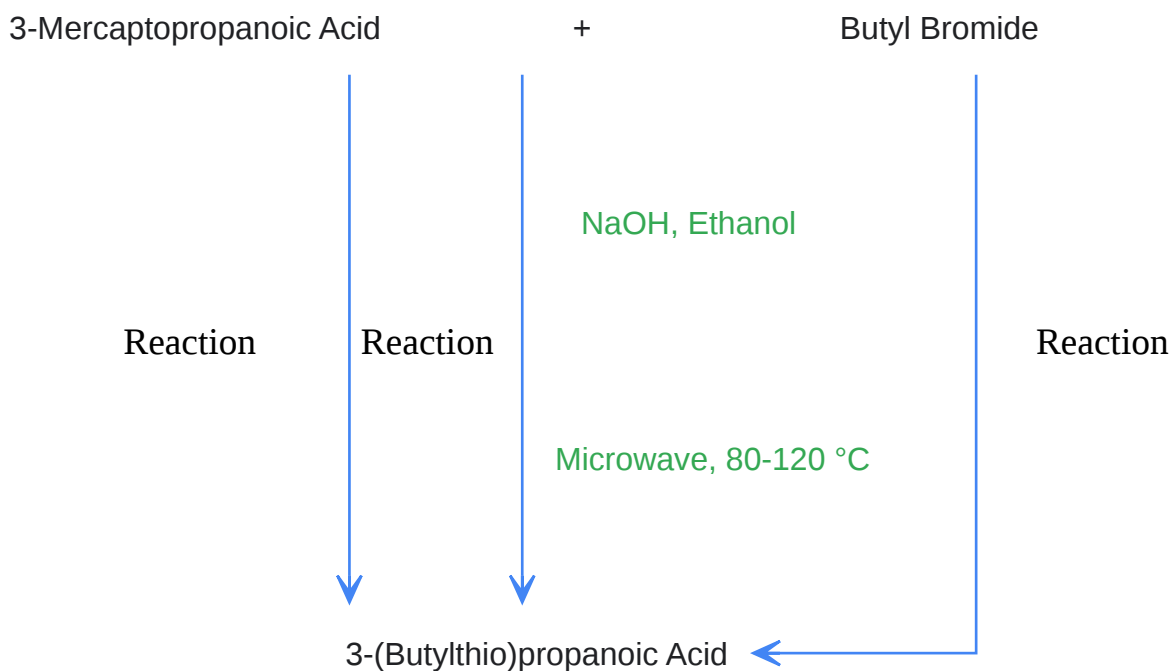 3-Mercaptopropanoic Acid + Butyl Bromide
NaOH, Ethanol
Reaction Reaction Reaction
Microwave, 80-120 °C
3-(Butylthio)propanoic Acid